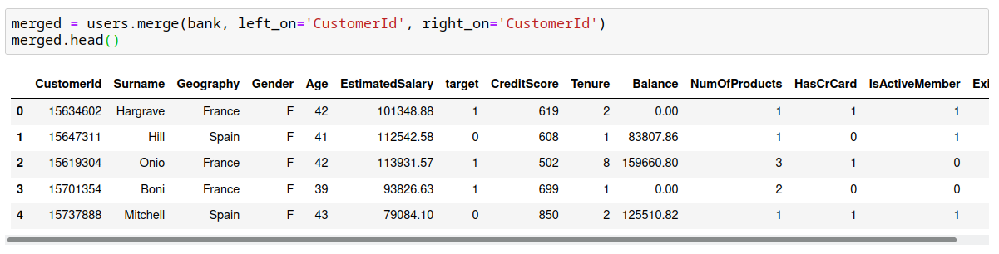 merged = users.merge(bank, left_on='CustomerId', right_on='CustomerId')
merged.head()
CustomerId Surname Geography Gender Age EstimatedSalary target CreditScore Tenure Balance NumOfProducts HasCrCard IsActiveMember Exi
0 15634602 Hargrave France F 42 101348.88 1 619 2 0.00 1 1 1
1 15647311 Hill Spain F 41 112542.58 0 608 1 83807.86 1 0 1
2 15619304 Onio France F 42 113931.57 1 502 8 159660.80 3 1 0
3 15701354 Boni France F 39 93826.63 1 699 1 0.00 2 0 0
4 15737888 Mitchell Spain F 43 79084.10 0 850 2 125510.82 1 1 1